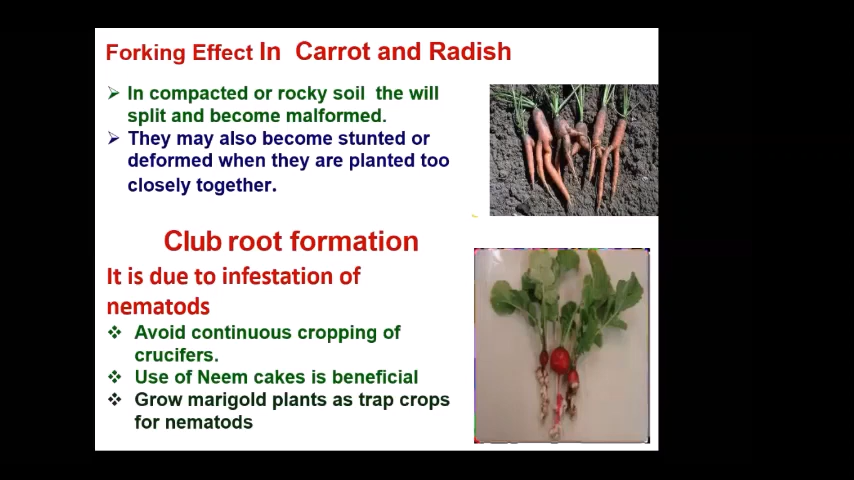 Forking Effect In Carrot and Radish
➢ In compacted or rocky soil the will
split and become malformed.
➢ They may also become stunted or
deformed when they are planted too
closely together.
Club root formation
It is due to infestation of
nematods
❖ Avoid continuous cropping of
crucifers.
❖ Use of Neem cakes is beneficial
❖ Grow marigold plants as trap crops
for nematods